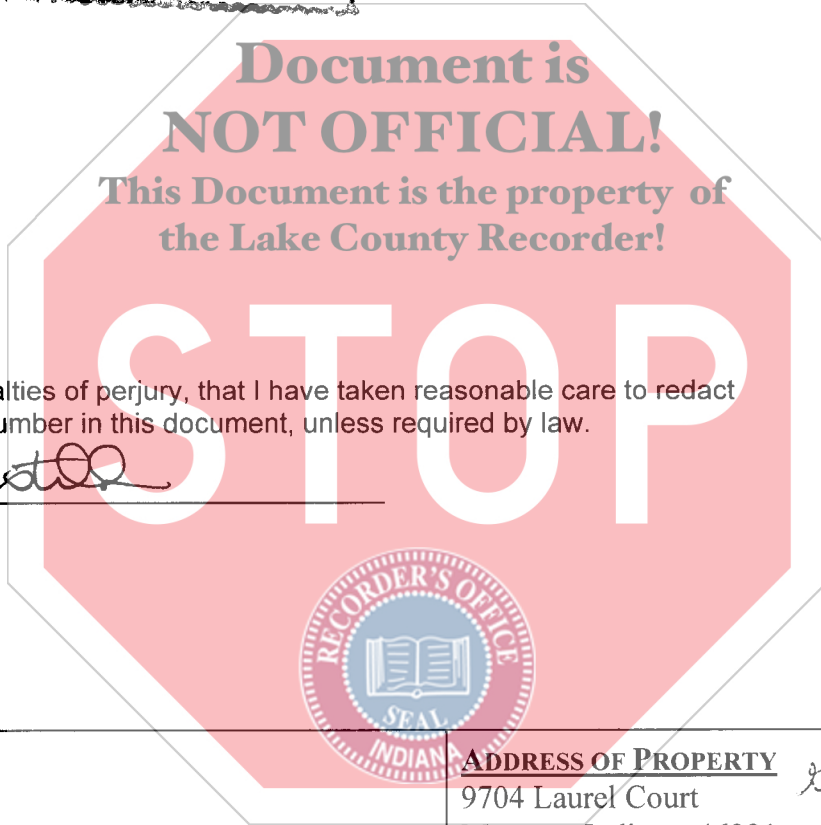 Document is
NOT OFFICIAL!
This Document is the property of
the Lake County Recorder!
STOP
alties of perjury, that I have taken reasonable care to redact
umber in this document, unless required by law.
RECORDER'S OFFICE
SEAL
INDIANA
ADDRESS OF PROPERTY
9704 Laurel Court